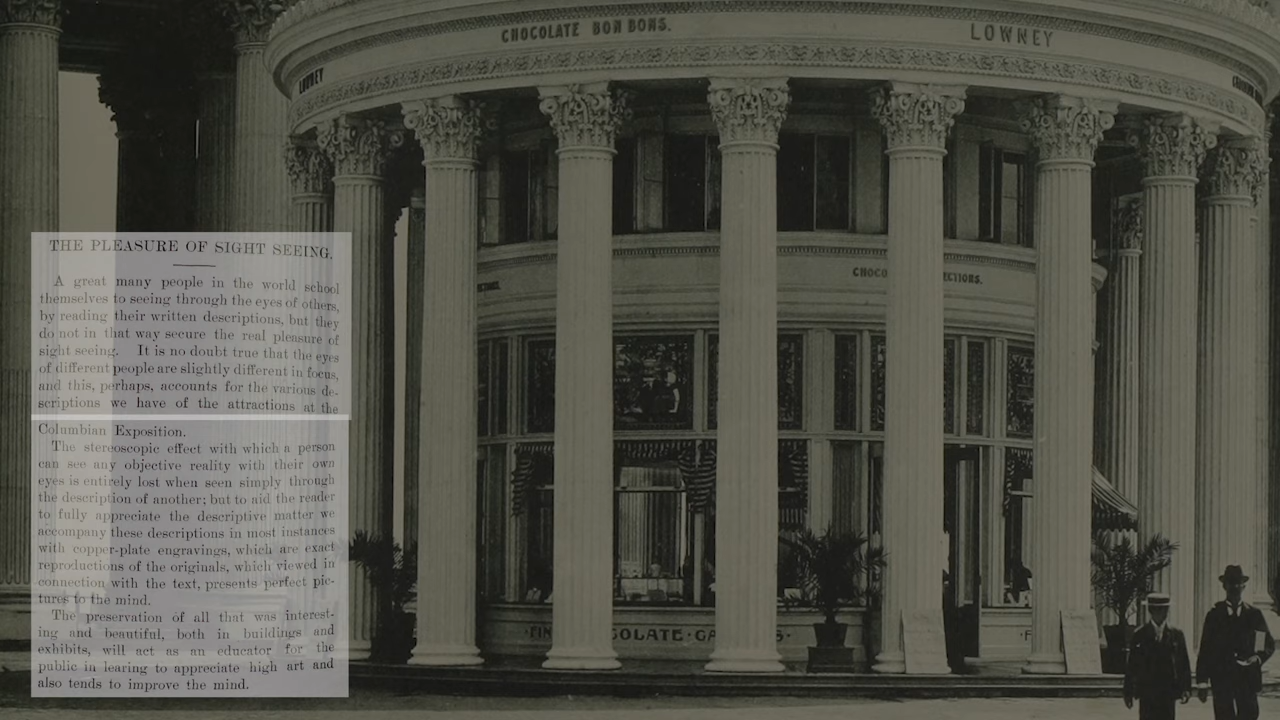 CHOCOLATE BON BONS.
LOWNEY
LOWNEY
THE PLEASURE OF SIGHT SEEING.
A great many people in the world school
themselves to seeing through the eyes of others,
by reading their written descriptions, but they
do not in that way secure the real pleasure of
sight seeing. It is no doubt true that the eyes
of different people are slightly different in focus,
and this, perhaps, accounts for the various de-
scriptions we have of the attractions at the
Columbian Exposition.
The stereoscopic effect with which a person
can see any objective reality with their own
eyes is entirely lost when seen simply through
the description of another; but to aid the reader
to fully appreciate the descriptive matter we
accompany these descriptions in most instances
with copper-plate engravings, which are exact
reproductions of the originals, which viewed in
connection with the text, presents perfect pic-
tures to the mind.
The preservation of all that was interest-
ing and beautiful, both in buildings and
exhibits, will act as an educator for the
public in learing to appreciate high art and
also tends to improve the mind.
CHOCO ECTIONS.
FIN OCOLATE GA S.